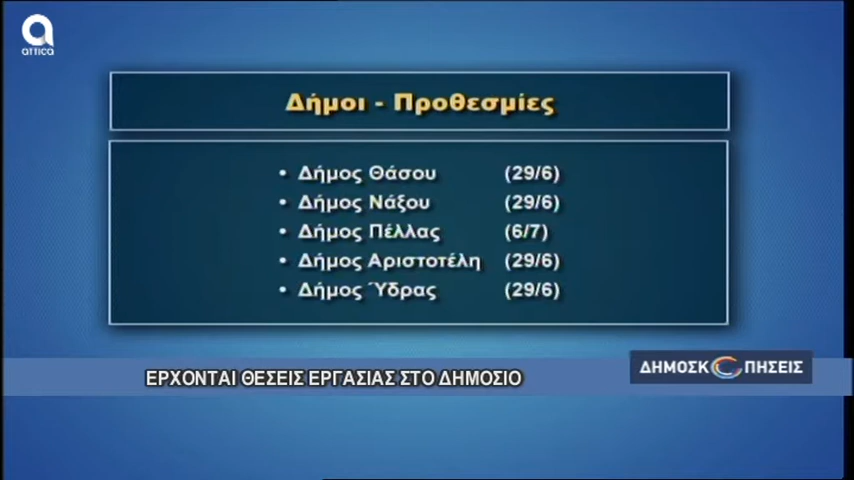 attica
Δήμοι - Προθεσμίες
• Δήμος Θάσου (29/6)
• Δήμος Νάξου (29/6)
• Δήμος Πέλλας (6/7)
• Δήμος Αριστοτέλη (29/6)
• Δήμος Ύδρας (29/6)
ΕΡΧΟΝΤΑΙ ΘΕΣΕΙΣ ΕΡΓΑΣΙΑΣ ΣΤΟ ΔΗΜΟΣΙΟ
ΔΗΜΟΣΚΟΠΗΣΕΙΣ